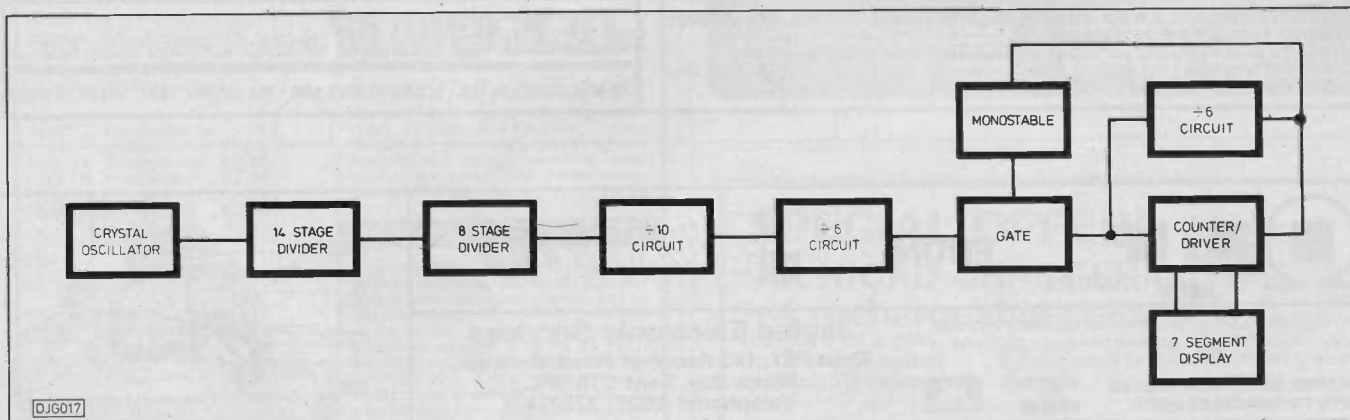 CRYSTAL
OSCILLATOR
14 STAGE
DIVIDER
8 STAGE
DIVIDER
÷10
CIRCUIT
÷6
CIRCUIT
GATE
MONOSTABLE
÷6
CIRCUIT
COUNTER/
DRIVER
7 SEGMENT
DISPLAY
DJG017